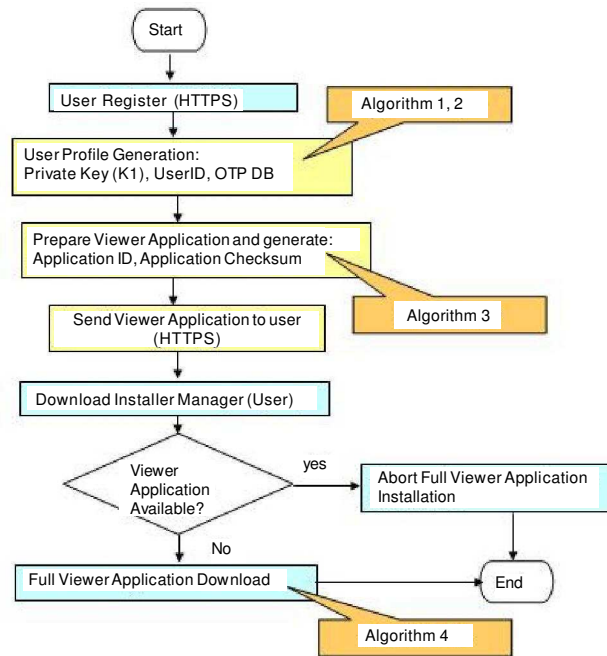 Start
User Register (HTTPS)
Algorithm 1, 2
User Profile Generation:
Private Key (K1), UserID, OTP DB
Prepare Viewer Application and generate:
Application ID, Application Checksum
Algorithm 3
Send Viewer Application to user
(HTTPS)
Download Installer Manager (User)
Viewer
Application
Available?
yes
Abort Full Viewer Application
Installation
No
Full Viewer Application Download
End
Algorithm 4